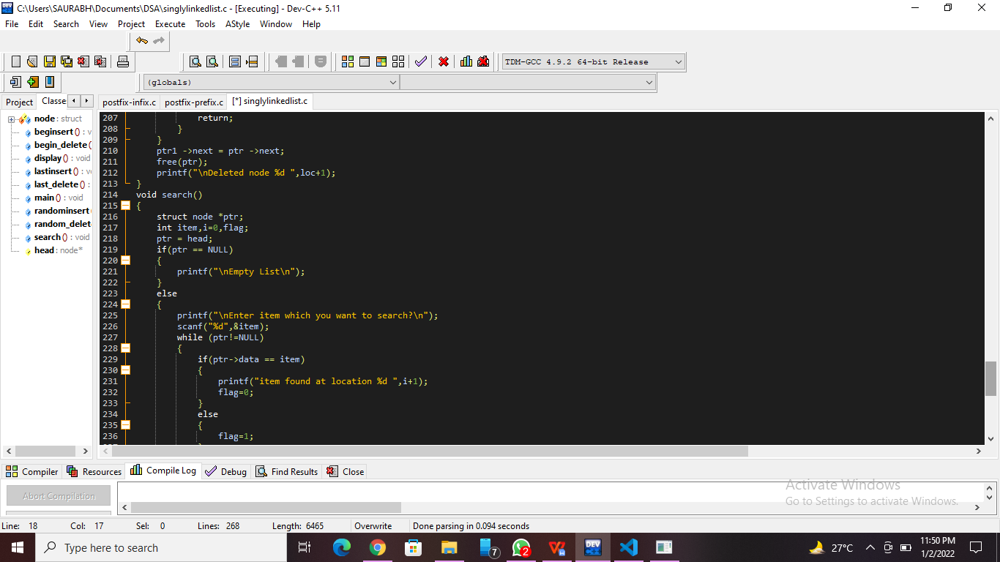 C:\Users\SAURABH\Documents\DSA\singlylinkedlist.c - [Executing] - Dev-C++ 5.11
File Edit Search View Project Execute Tools AStyle Window Help
TDM-GCC 4.9.2 64-bit Release
(globals)
Project Classe postfix-infix.c postfix-prefix.c [*] singlylinkedlist.c
node : struct
beginsert () : v
begin_delete (
display () : void
lastinsert () : v
last_delete () :
main () : void
randominsert
random_delet
search () : void
head : node*
207 return;
208 }
209 }
210 ptr1 ->next = ptr ->next;
211 free(ptr);
212 printf("\nDeleted node %d ",loc+1);
213 }
214 void search()
215 {
216 struct node *ptr;
217 int item,i=0,flag;
218 ptr = head;
219 if(ptr == NULL)
220 {
221 printf("\nEmpty List\n");
222 }
223 else
224 {
225 printf("\nEnter item which you want to search?\n");
226 scanf("%d",&item);
227 while (ptr!=NULL)
228 {
229 if(ptr->data == item)
230 {
231 printf("item found at location %d ",i+1);
232 flag=0;
233 }
234 else
235 {
236 flag=1;
Compiler Resources Compile Log Debug Find Results Close
Abort Compilation
Activate Windows
Go to Settings to activate Windows.
Line: 18 Col: 17 Sel: 0 Lines: 268 Length: 6465 Overwrite Done parsing in 0.094 seconds
Type here to search
7
2
DEV
27°C
11:50 PM
1/2/2022